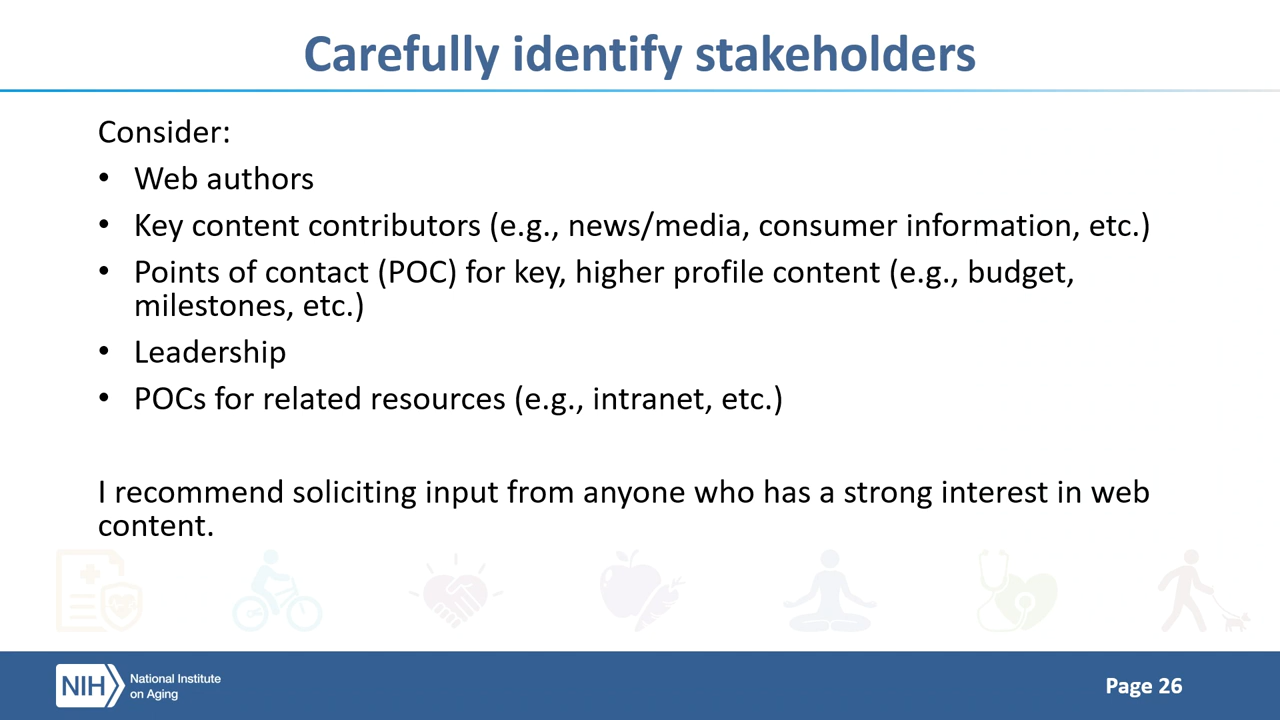 Carefully identify stakeholders
Consider:
• Web authors
• Key content contributors (e.g., news/media, consumer information, etc.)
• Points of contact (POC) for key, higher profile content (e.g., budget,
milestones, etc.)
• Leadership
• POCs for related resources (e.g., intranet, etc.)
I recommend soliciting input from anyone who has a strong interest in web
content.
NIH National Institute
on Aging
Page 26